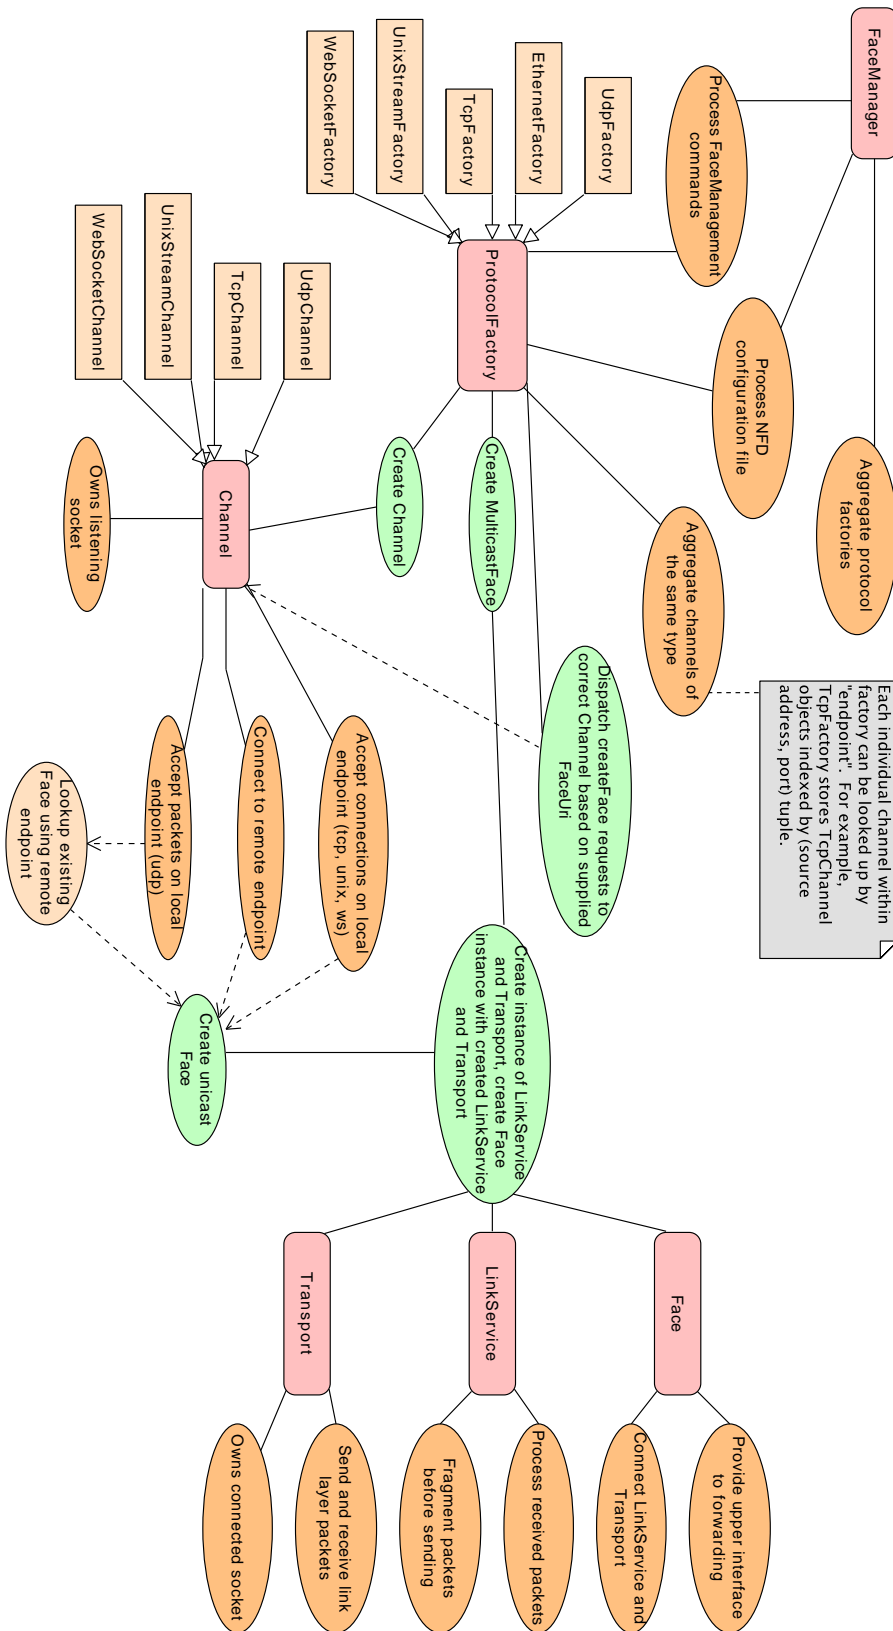 FaceManager
Process FaceManagement
commands
Process NFD
configuration file
Aggregate protocol
factories
UdpFactory
EthernetFactory
TcpFactory
UnixStreamFactory
WebSocketFactory
ProtocolFactory
Create Channel
Create MulticastFace
Aggregate channels of
the same type
Each individual channel within
factory can be looked up by
"endpoint". For example,
TcpFactory stores TcpChannel
objects indexed by (source
address, port) tuple.
Dispatch createFace requests to
correct Channel based on supplied
FaceUri
UdpChannel
TcpChannel
UnixStreamChannel
WebSocketChannel
Channel
Owns listening
socket
Accept connections on local
endpoint (tcp, unix, ws)
Connect to remote endpoint
Accept packets on local
endpoint (udp)
Lookup existing
Face using remote
endpoint
Create unicast
Face
Create instance of LinkService
and Transport, create Face
instance with created LinkService
and Transport
Face
LinkService
Transport
Provide upper interface
to forwarding
Connect LinkService and
Transport
Process received packets
Fragment packets
before sending
Send and receive link
layer packets
Owns connected socket